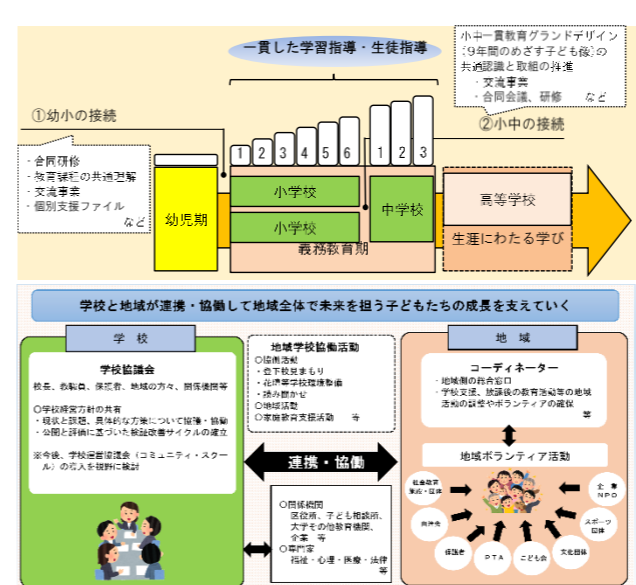 一貫した学習指導・生徒指導
小中一貫教育グランドデザイン
(9年間のめざす子ども像)の
共通認識と取組の推進
・交流事業
・合同会議、研修　など
①幼小の接続
②小中の接続
・合同研修
・教育課程の共通理解
・交流事業
・個別支援ファイル
など
1 2 3 4 5 6 1 2 3
幼児期
小学校
小学校
中学校
義務教育期
高等学校
生涯にわたる学び
学校と地域が連携・協働して地域全体で未来を担う子どもたちの成長を支えていく
学　校
学校協議会
校長、教職員、保護者、地域の方々、関係機関等
○学校経営方針の共有
・現状と課題、具体的な方策について協議・協働
・公開と評価に基づいた検証改善サイクルの確立
※今後、学校運営協議会（コミュニティ・スクー
ル）の導入を視野に検討
地域学校協働活動
○協働活動
・登下校見まもり
・花壇等学校環境整備
・読み聞かせ
○地域活動
○家庭教育支援活動　等
連携・協働
○関係機関
区役所、子ども相談所、
大学その他教育機関、
企業　等
○専門家
福祉・心理・医療・法律
等
地　域
コーディネーター
・地域側の総合窓口
・学校支援、放課後の教育活動等の地域
活動の調整やボランティアの確保
等
地域ボランティア活動
社会教育
施設・団体
企　業
ＮＰＯ
自治会
スポーツ
団体
保護者
ＰＴＡ
こども会
文化団体